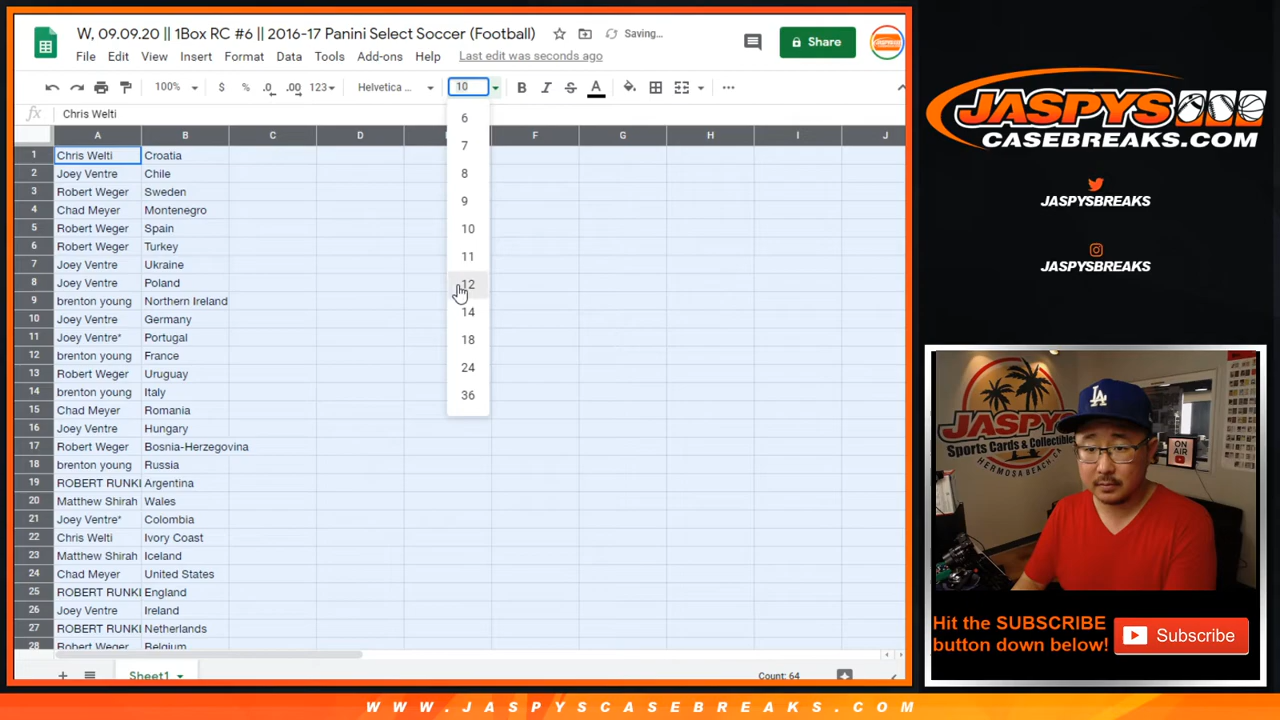 W, 09.09.20 || 1Box RC #6 || 2016-17 Panini Select Soccer (Football) Saving...
File Edit View Insert Format Data Tools Add-ons Help Last edit was seconds ago
Share
100% $ % .0 .00 123 Helvetica ... 10 B I S A
fx Chris Welti
A B C D F G H I J
1 Chris Welti Croatia
2 Joey Ventre Chile
3 Robert Weger Sweden
4 Chad Meyer Montenegro
5 Robert Weger Spain
6 Robert Weger Turkey
7 Joey Ventre Ukraine
8 Joey Ventre Poland
9 brenton young Northern Ireland
10 Joey Ventre Germany
11 Joey Ventre* Portugal
12 brenton young France
13 Robert Weger Uruguay
14 brenton young Italy
15 Chad Meyer Romania
16 Joey Ventre Hungary
17 Robert Weger Bosnia-Herzegovina
18 brenton young Russia
19 ROBERT RUNKL Argentina
20 Matthew Shirah Wales
21 Joey Ventre* Colombia
22 Chris Welti Ivory Coast
23 Matthew Shirah Iceland
24 Chad Meyer United States
25 ROBERT RUNKL England
26 Joey Ventre Ireland
27 ROBERT RUNKL Netherlands
28 Robert Weger Belgium
6
7
8
9
10
11
12
14
18
24
36
Sheet1
Count: 64
JASPYS
CASEBREAKS.COM
JASPYSBREAKS
JASPYSBREAKS
JASPYS
Sports Cards & Collectibles
HERMOSA BEACH, CA
LA
ON
AIR
Hit the SUBSCRIBE
button down below!
Subscribe
WWW.JASPYSCASEBREAKS.COM